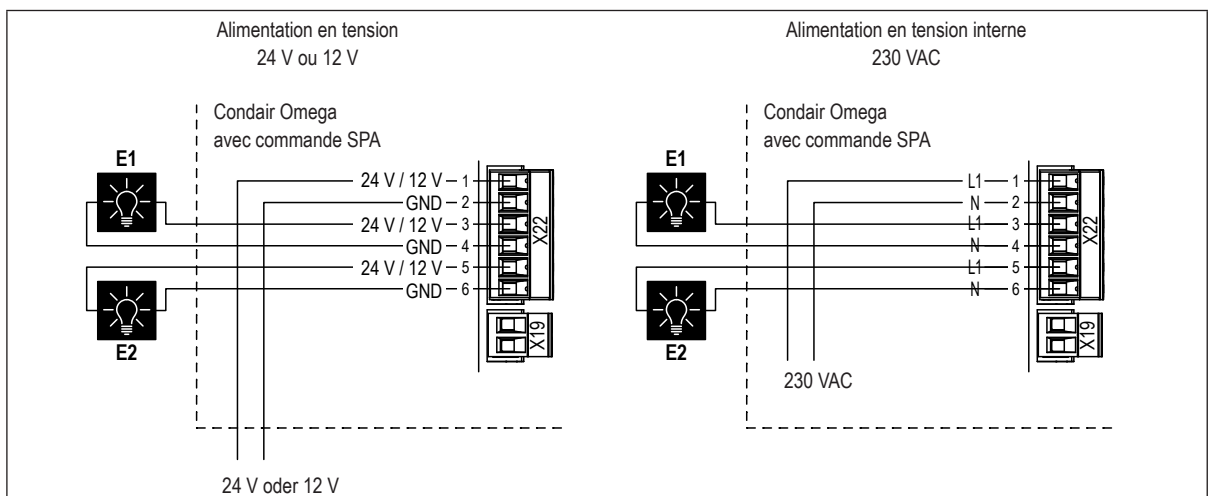 Alimentation en tension
24 V ou 12 V
Condair Omega
avec commande SPA
E1
24 V / 12 V 1
GND 2
24 V / 12 V 3
GND 4
24 V / 12 V 5
GND 6
X22
E2
X19
24 V oder 12 V
Alimentation en tension interne
230 VAC
Condair Omega
avec commande SPA
E1
L1 1
N 2
L1 3
N 4
L1 5
N 6
X22
E2
X19
230 VAC